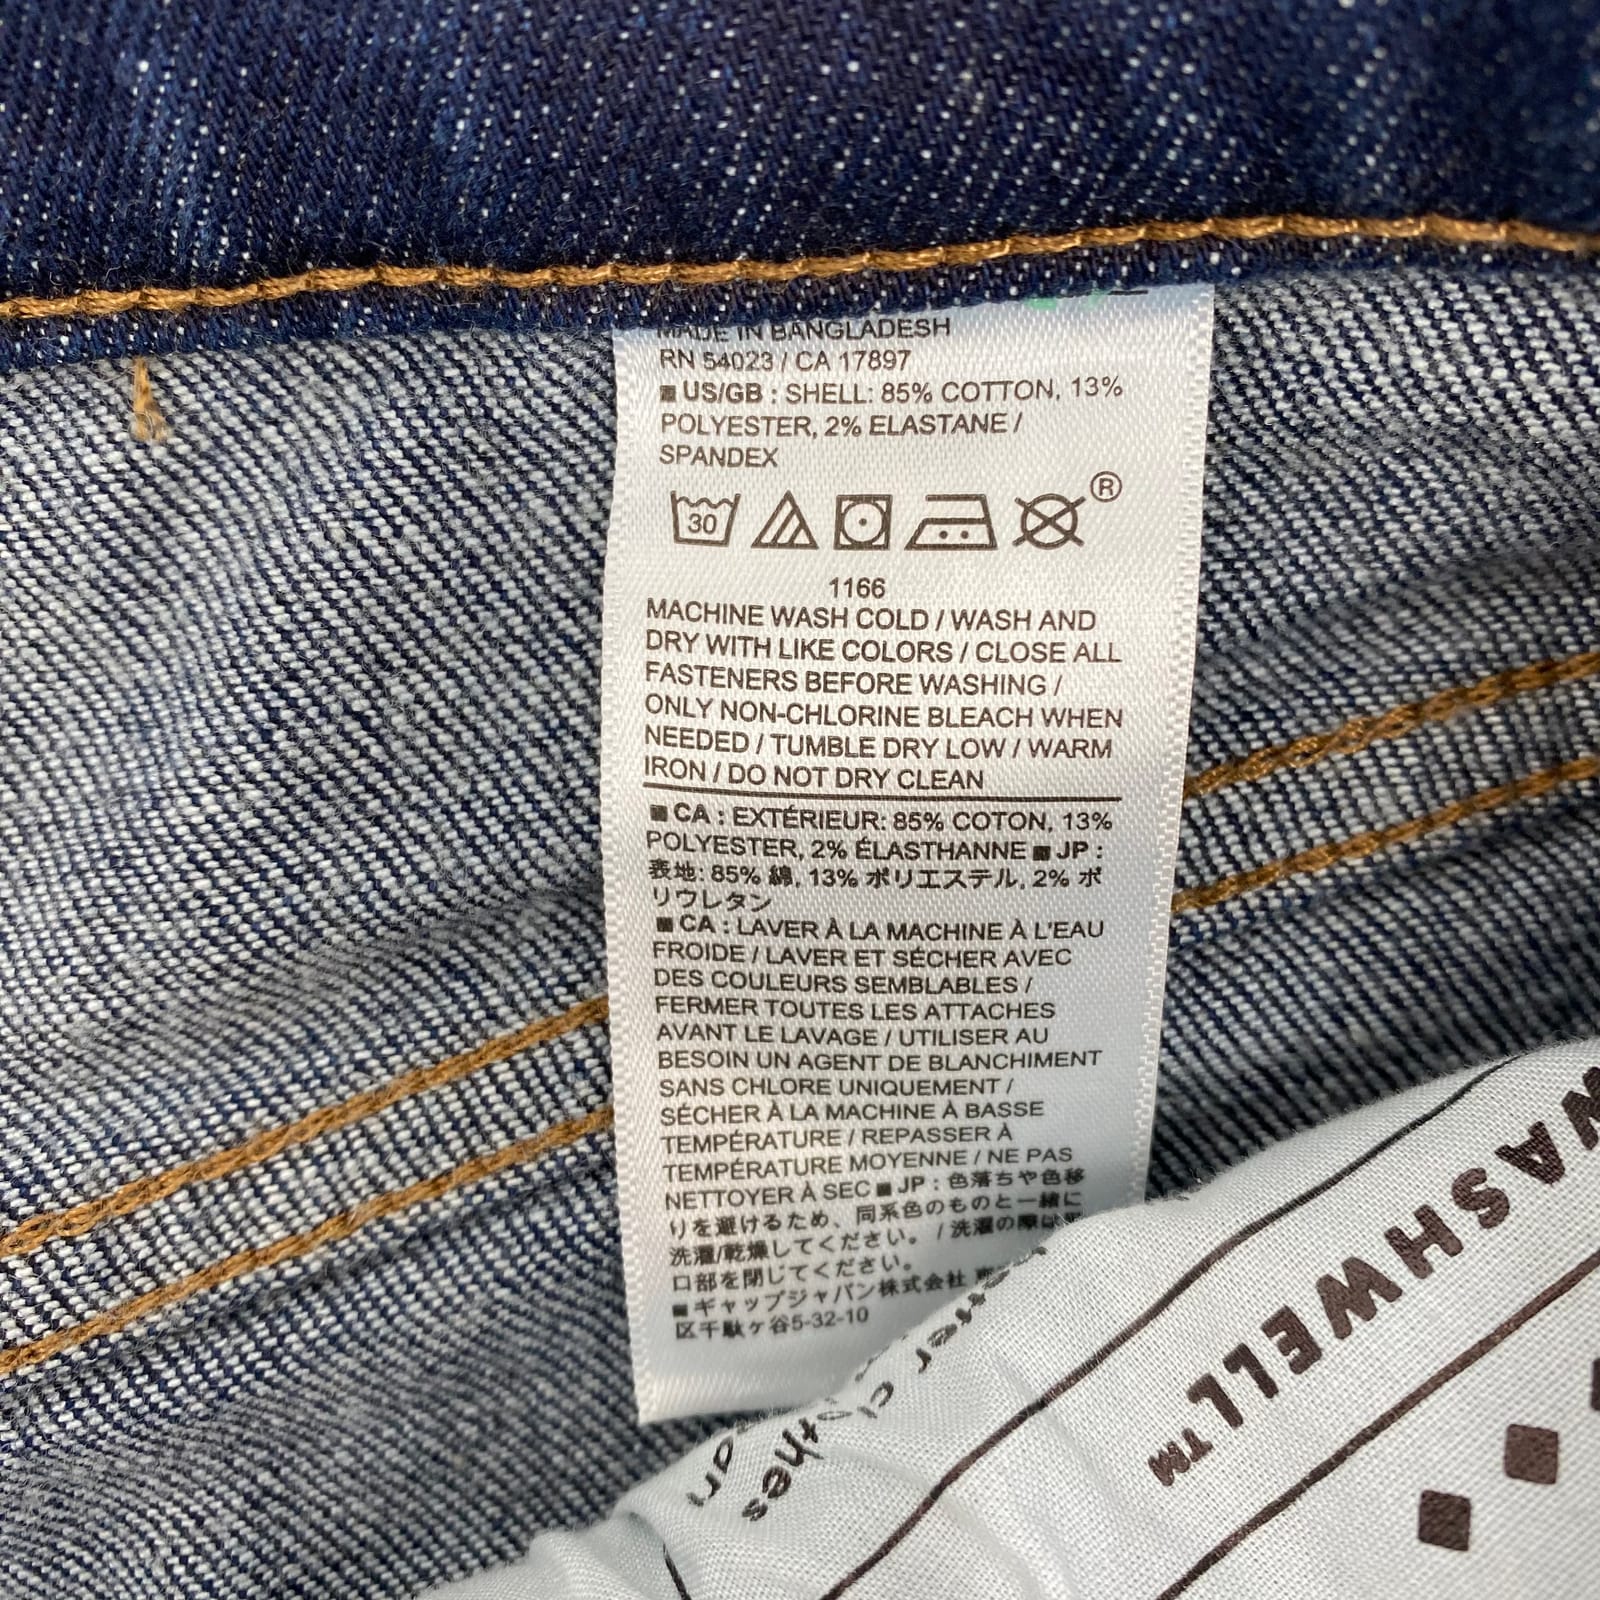 MADE IN BANGLADESH
RN 54023 / CA 17897
■ US/GB : SHELL: 85% COTTON, 13%
POLYESTER, 2% ELASTANE /
SPANDEX
30
®
1166
MACHINE WASH COLD / WASH AND
DRY WITH LIKE COLORS / CLOSE ALL
FASTENERS BEFORE WASHING /
ONLY NON-CHLORINE BLEACH WHEN
NEEDED / TUMBLE DRY LOW / WARM
IRON / DO NOT DRY CLEAN
■ CA : EXTÉRIEUR: 85% COTON, 13%
POLYESTER, 2% ÉLASTHANNE ■ JP :
表地: 85% 綿, 13% ポリエステル, 2% ポ
リウレタン
■ CA : LAVER À LA MACHINE À L'EAU
FROIDE / LAVER ET SÉCHER AVEC
DES COULEURS SEMBLABLES /
FERMER TOUTES LES ATTACHES
AVANT LE LAVAGE / UTILISER AU
BESOIN UN AGENT DE BLANCHIMENT
SANS CHLORE UNIQUEMENT /
SÉCHER À LA MACHINE À BASSE
TEMPÉRATURE / REPASSER À
TEMPÉRATURE MOYENNE / NE PAS
NETTOYER À SEC ■ JP : 色落ちや色移
りを避けるため、同系色のものと一緒に
洗濯/乾燥してください。 / 洗濯の際は
口部を閉じてください。
■ ギャップジャパン株式会社
区千駄ヶ谷5-32-10
WASHWELL™
clothes